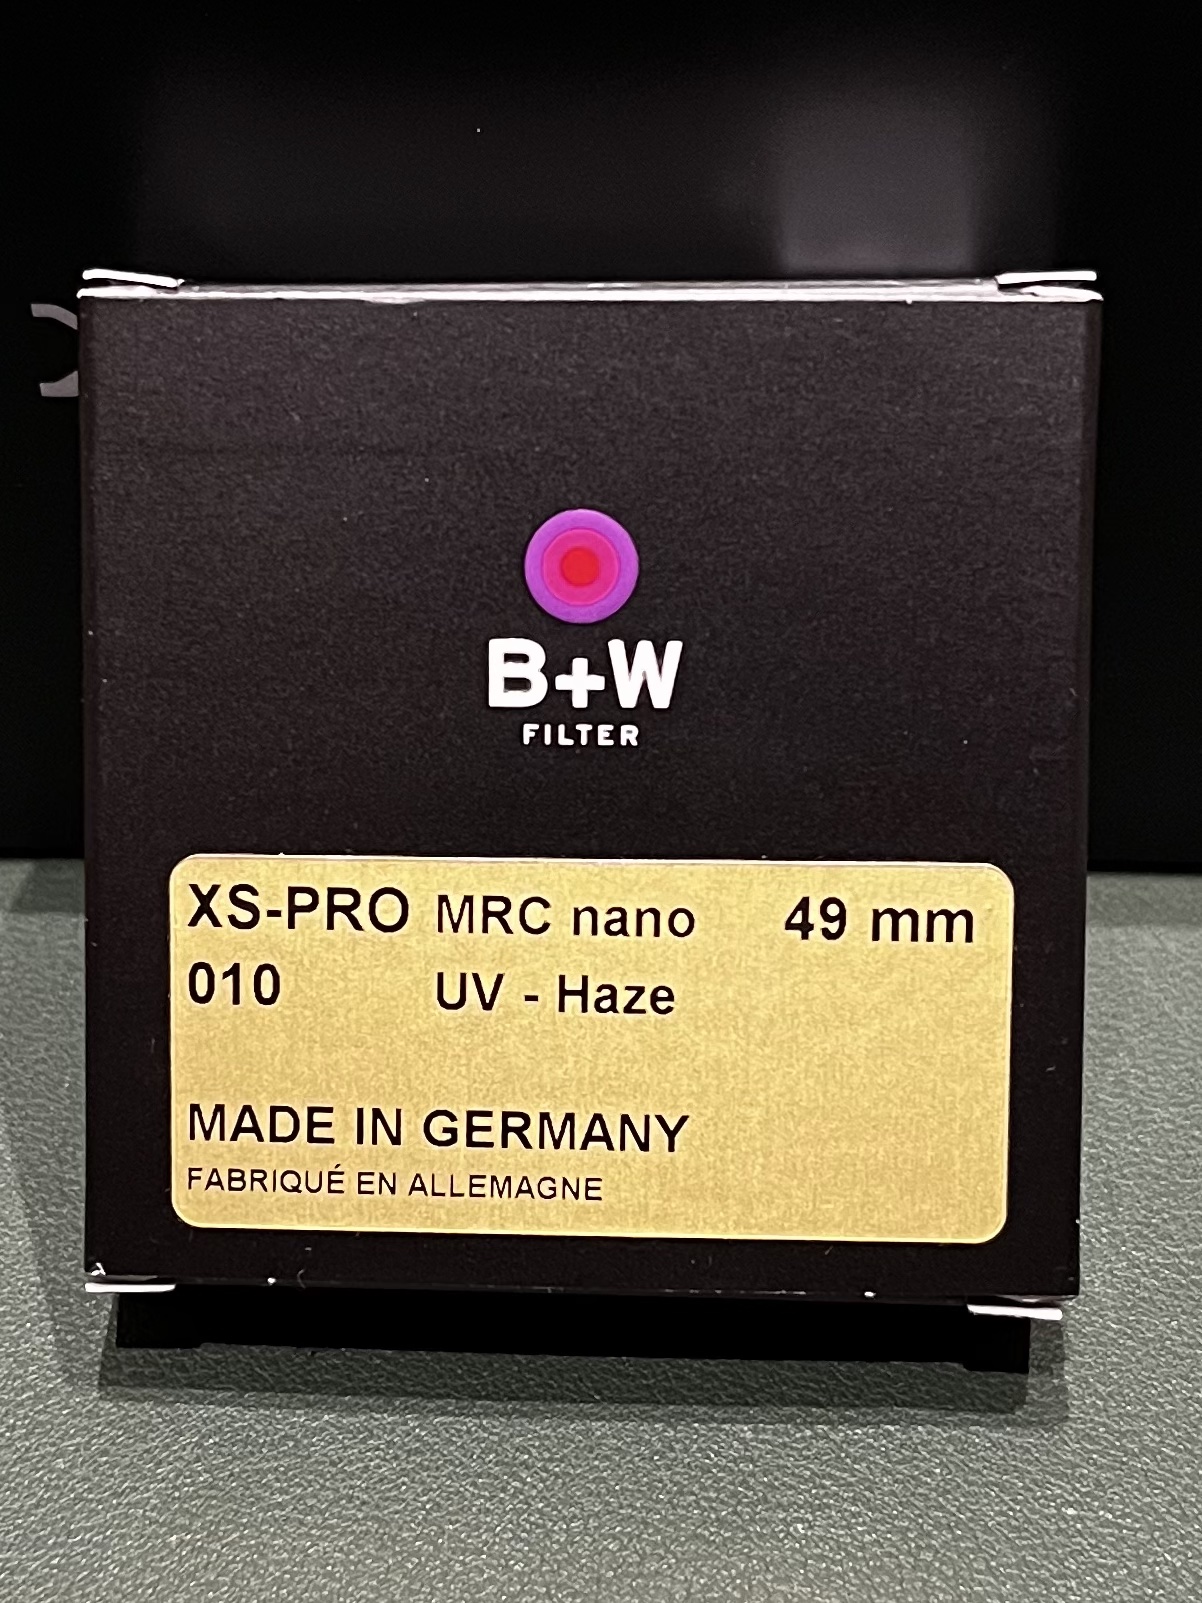 B+W
FILTER
XS-PRO MRC nano 49 mm
010 UV - Haze
MADE IN GERMANY
FABRIQUÉ EN ALLEMAGNE